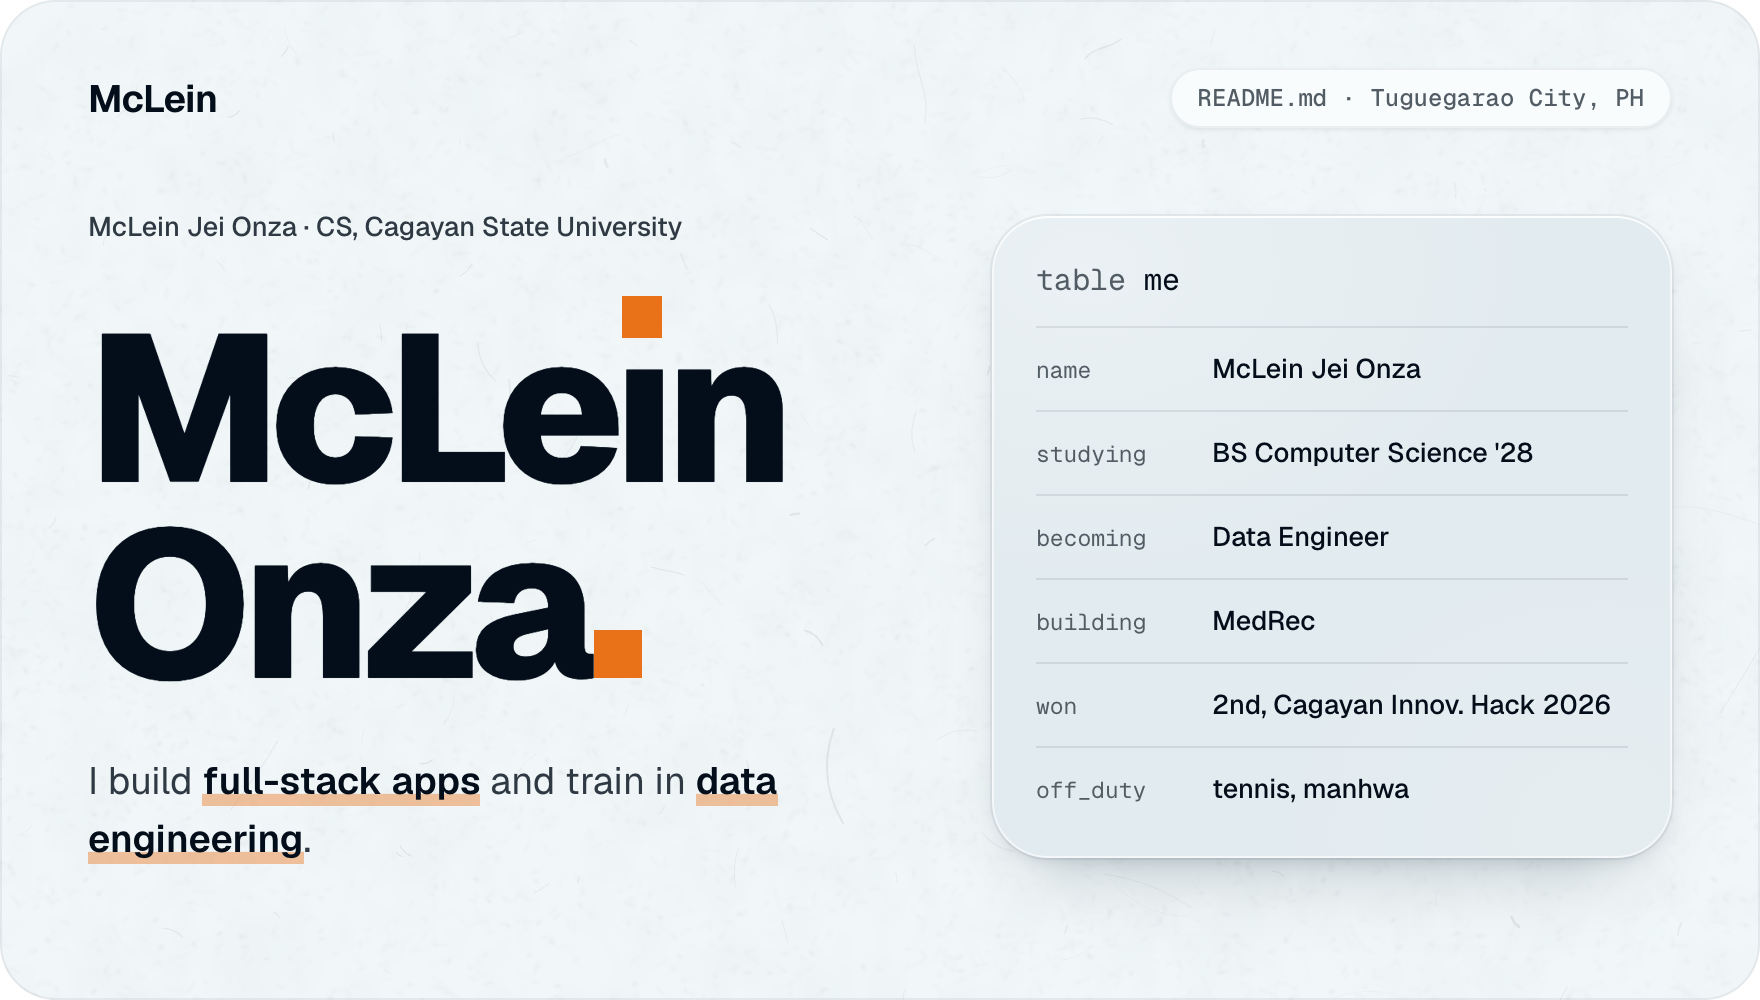 McLein
README.md · Tuguegarao City, PH
McLein Jei Onza · CS, Cagayan State University
McLein
Onza.
I build full-stack apps and train in data
engineering.
table me
name McLein Jei Onza
studying BS Computer Science '28
becoming Data Engineer
building MedRec
won 2nd, Cagayan Innov. Hack 2026
off_duty tennis, manhwa